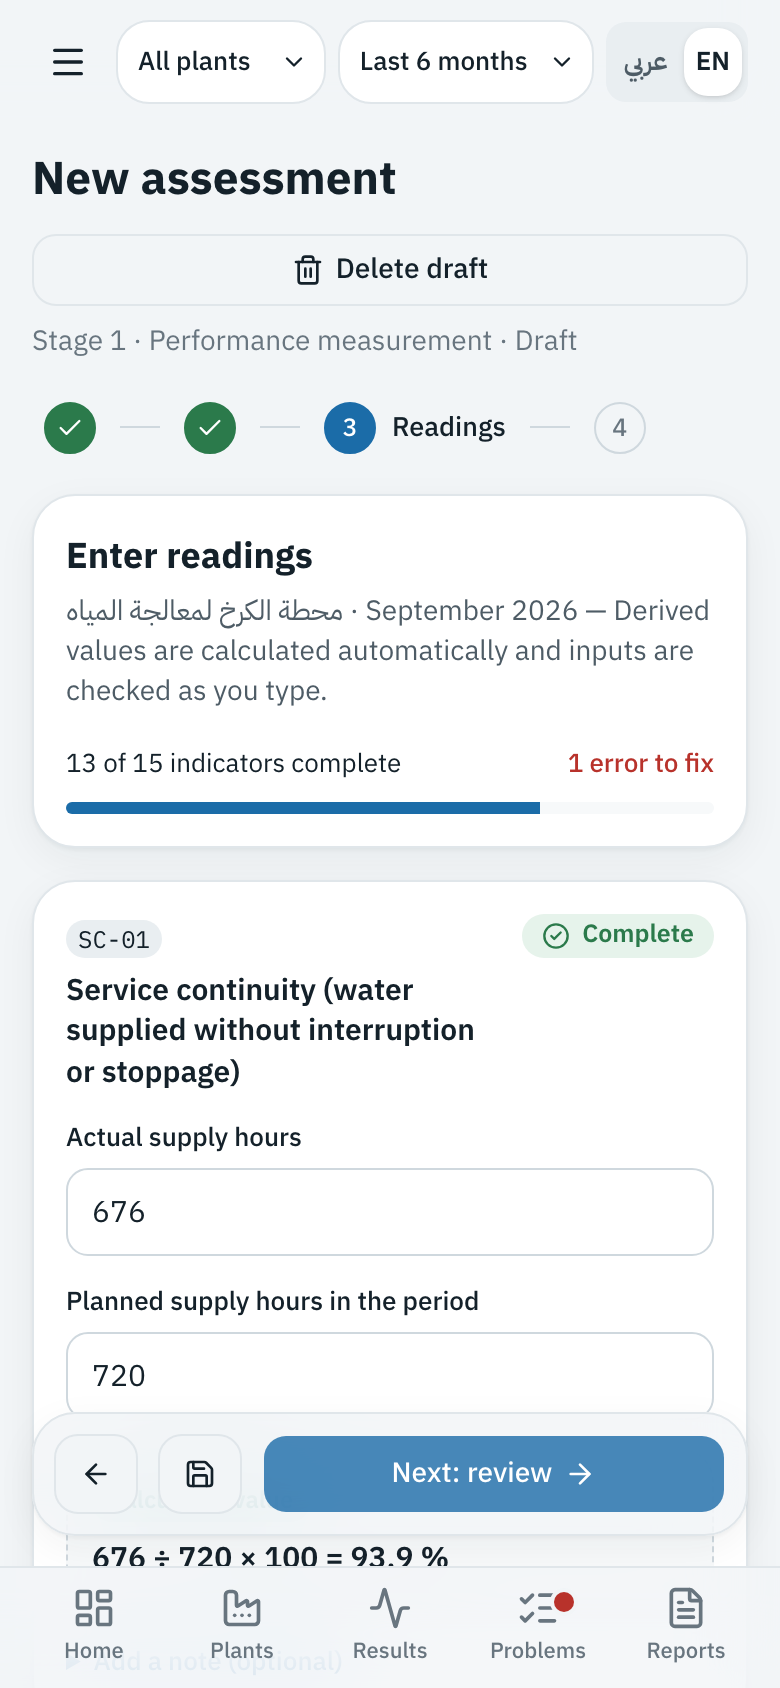 All plants
Last 6 months
عربي
EN
New assessment
Delete draft
Stage 1 · Performance measurement · Draft
3 Readings
4
Enter readings
محطة الكرخ لمعالجة المياه · September 2026 — Derived
values are calculated automatically and inputs are
checked as you type.
13 of 15 indicators complete
1 error to fix
SC-01
Complete
Service continuity (water
supplied without interruption
or stoppage)
Actual supply hours
676
Planned supply hours in the period
720
Next: review
676 ÷ 720 × 100 = 93.9 %
Add a note (optional)
Home
Plants
Results
Problems
Reports